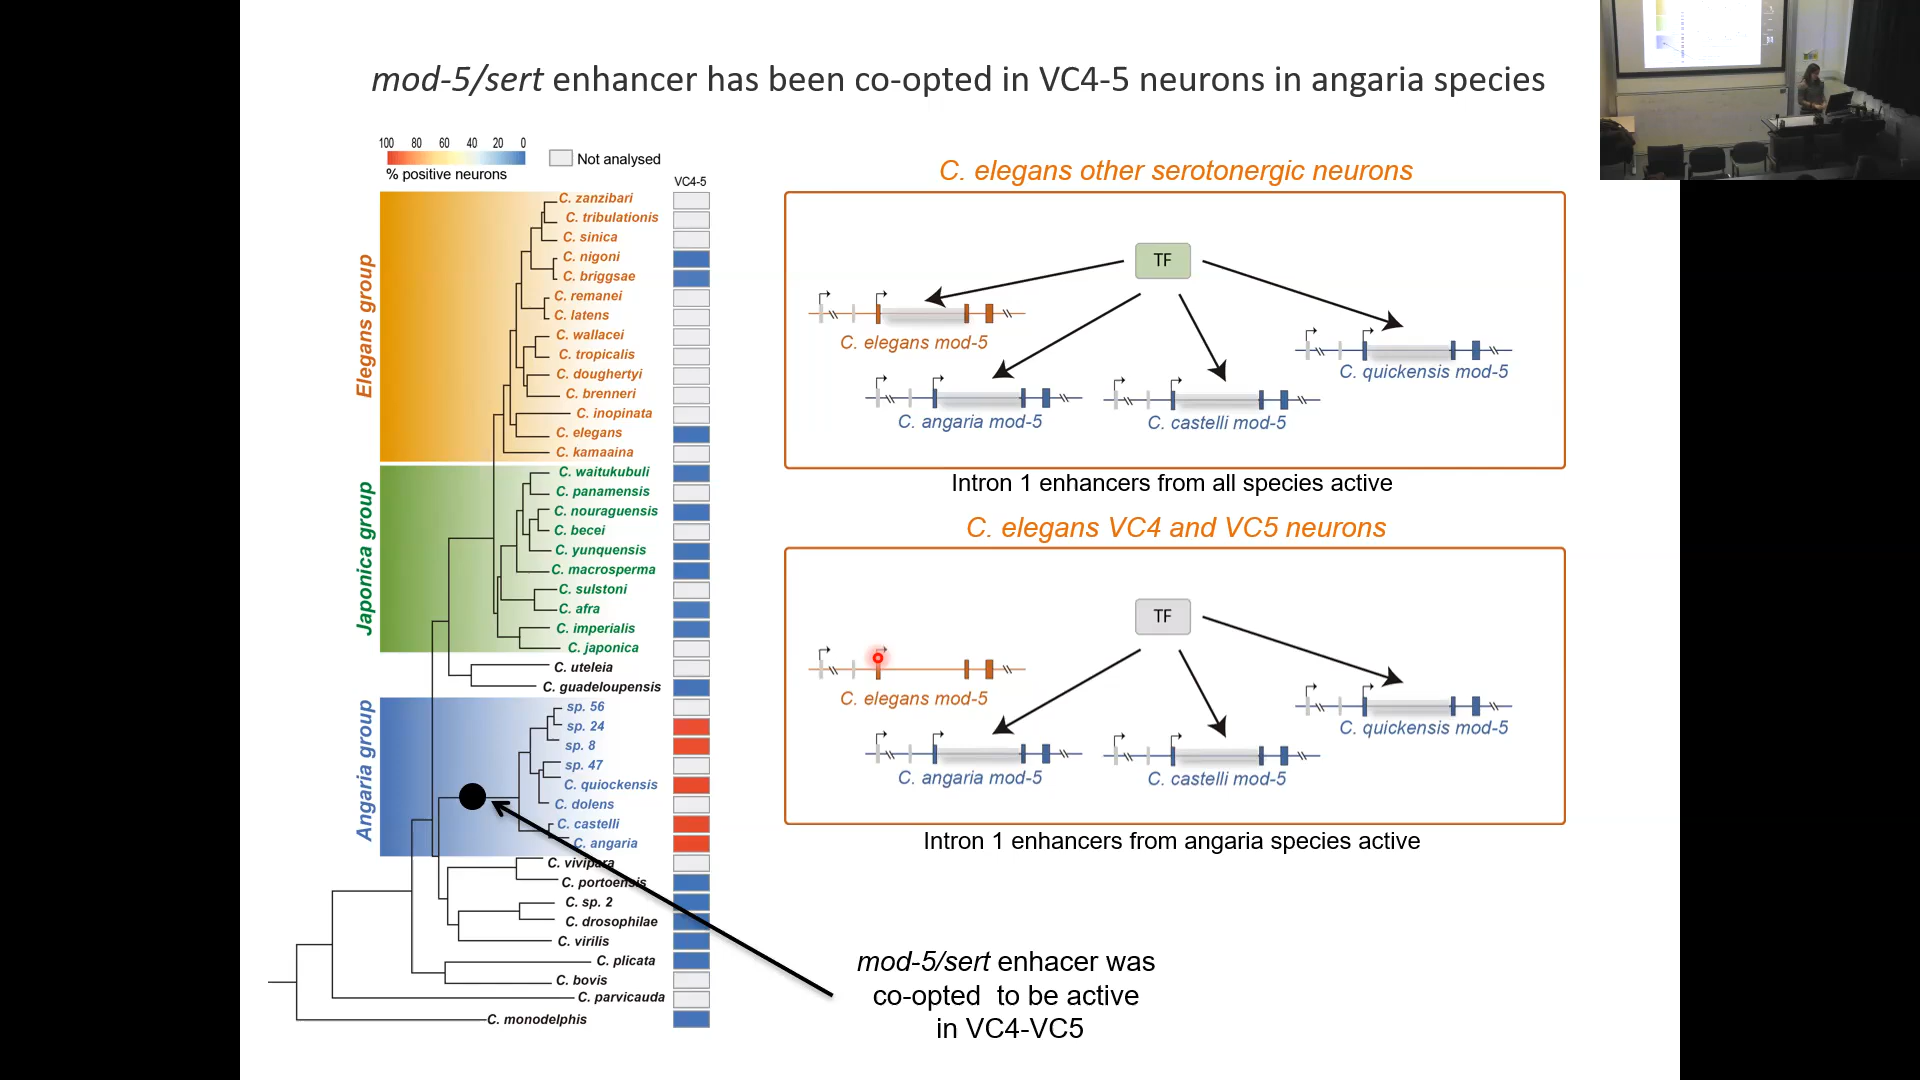 mod-5/sert enhancer has been co-opted in VC4-5 neurons in angaria species
100 80 60 40 20 0
% positive neurons
Not analysed
VC4-5
Elegans group
C. zanzibari
C. tribulationis
C. sinica
C. nigoni
C. briggsae
C. remanei
C. latens
C. wallacei
C. tropicalis
C. doughertyi
C. brenneri
C. inopinata
C. elegans
C. kamaaina
Japonica group
C. waitukubuli
C. panamensis
C. nouraguensis
C. becei
C. yunquensis
C. macrosperma
C. sulstoni
C. afra
C. imperialis
C. japonica
C. uteleia
C. guadeloupensis
Angaria group
sp. 56
sp. 24
sp. 8
sp. 47
C. quiockensis
C. dolens
C. castelli
C. angaria
C. vivipara
C. portoensis
C. sp. 2
C. drosophilae
C. virilis
C. plicata
C. bovis
C. parvicauda
C. monodelphis
C. elegans other serotonergic neurons
TF
C. elegans mod-5
C. quickensis mod-5
C. angaria mod-5
C. castelli mod-5
Intron 1 enhancers from all species active
C. elegans VC4 and VC5 neurons
TF
C. elegans mod-5
C. quickensis mod-5
C. angaria mod-5
C. castelli mod-5
Intron 1 enhancers from angaria species active
mod-5/sert enhacer was
co-opted to be active
in VC4-VC5